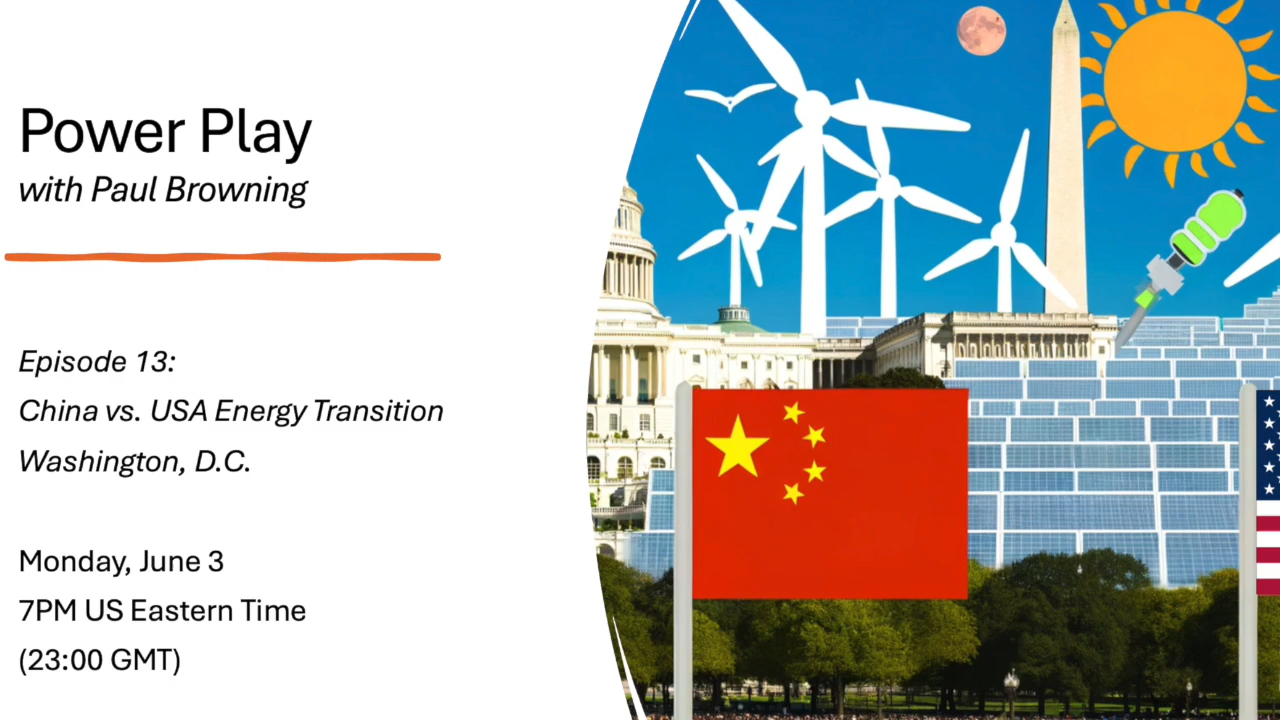 Power Play
with Paul Browning
Episode 13:
China vs. USA Energy Transition
Washington, D.C.
Monday, June 3
7PM US Eastern Time
(23:00 GMT)